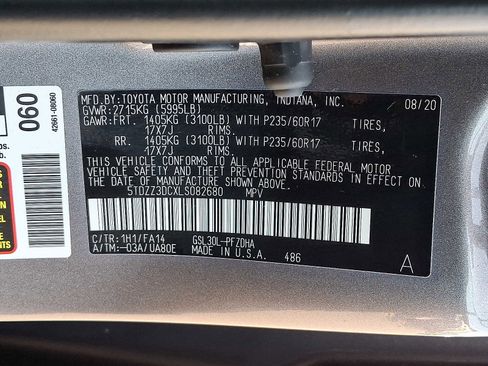 MFD.BY:TOYOTA MOTOR MANUFACTURING, INDIANA, INC.
GVWR:2715KG (5995LB) 08/20
GAWR:FRT. 1405KG (3100LB) WITH P235/60R17 TIRES,
17X7J RIMS.
RR. 1405KG (3100LB) WITH P235/60R17 TIRES,
17X7J RIMS.
THIS VEHICLE CONFORMS TO ALL APPLICABLE FEDERAL MOTOR
VEHICLE SAFETY AND THEFT PREVENTION STANDARDS IN EFFECT
ON THE DATE OF MANUFACTURE SHOWN ABOVE.
5TDZZ3DCXLS082680 MPV
C/TR:1H1/FA14 GSL30L-PFZDHA
A/TM:-03A/UA80E MADE IN U.S.A. 486
A
060
42661-08060